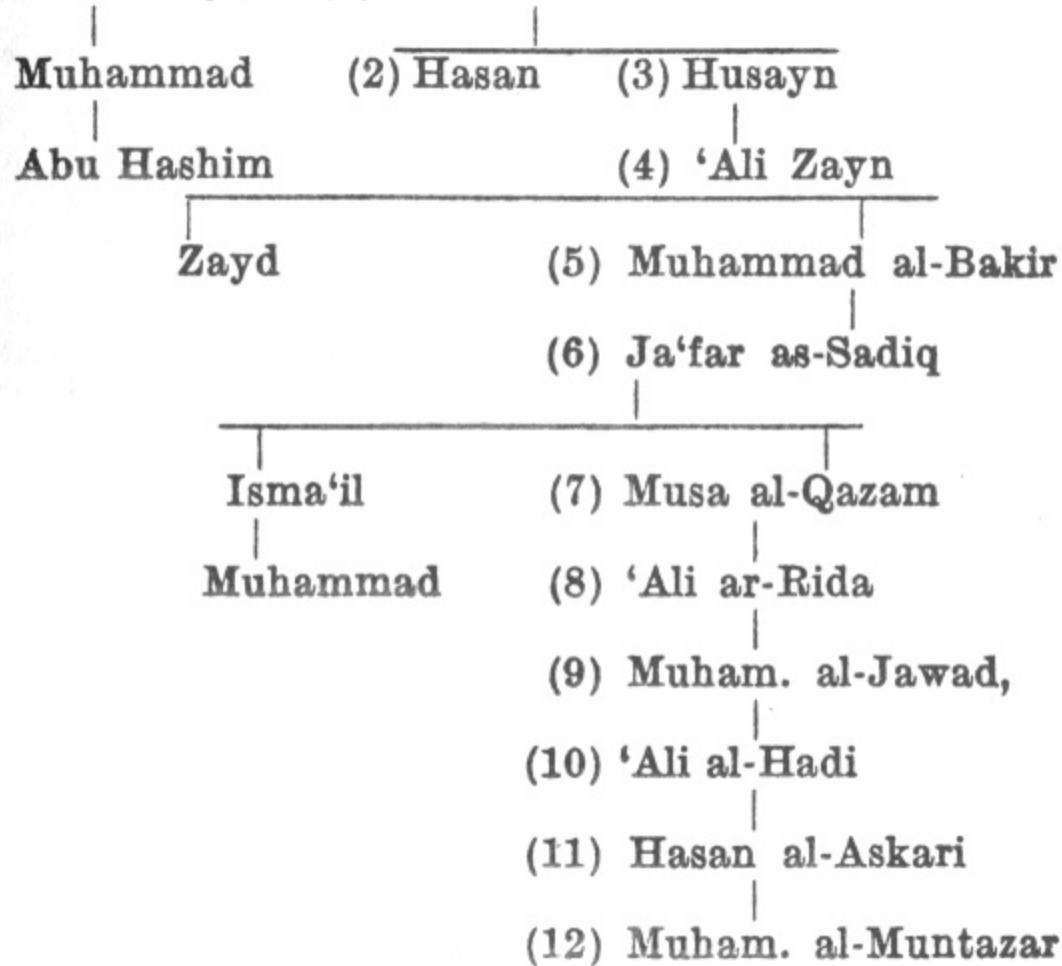 Muhammad (2) Hasan (3) Husayn
Abu Hashim (4) ‘Ali Zayn
Zayd (5) Muhammad al-Bakir
(6) Ja‘far as-Sadiq
Isma‘il (7) Musa al-Qazam
Muhammad (8) ‘Ali ar-Rida
(9) Muham. al-Jawad,
(10) ‘Ali al-Hadi
(11) Hasan al-Askari
(12) Muham. al-Muntazar